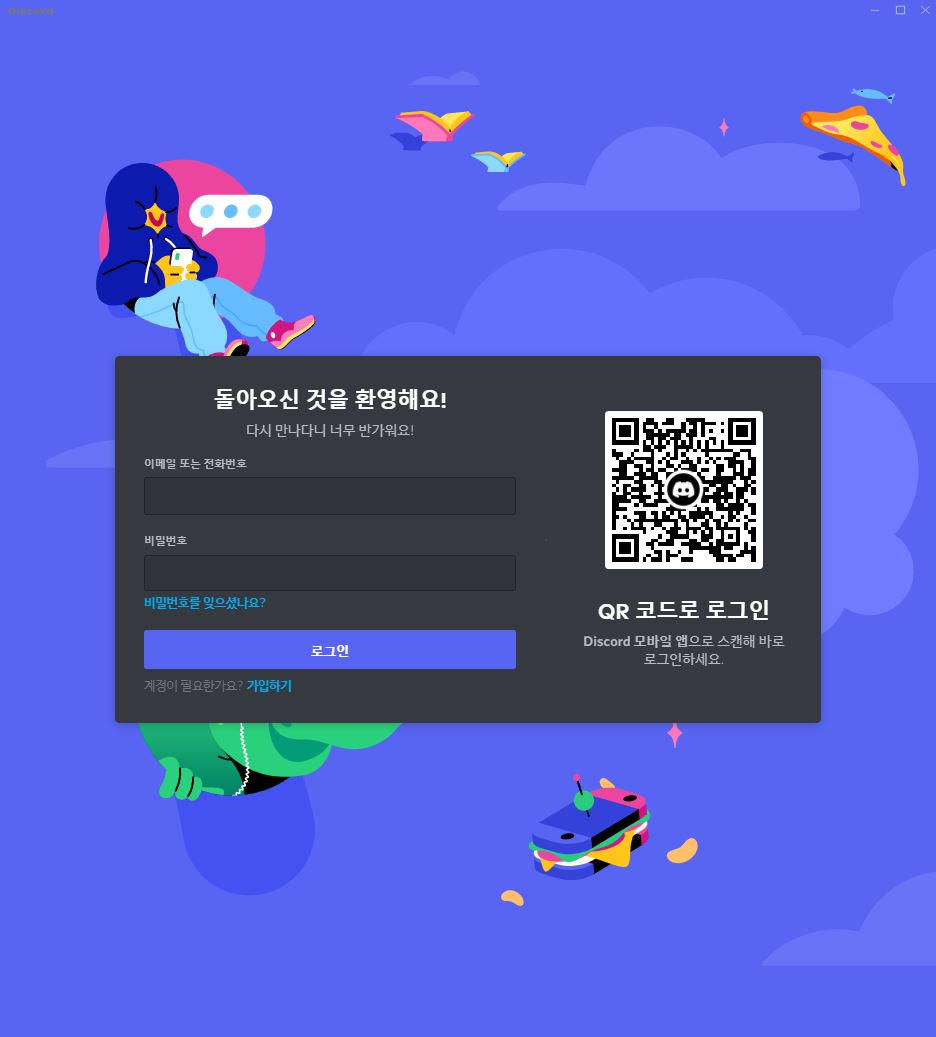 Discord
돌아오신 것을 환영해요!
다시 만나다니 너무 반가워요!
이메일 또는 전화번호
비밀번호
비밀번호를 잊으셨나요?
로그인
계정이 필요한가요? 가입하기
QR 코드로 로그인
Discord 모바일 앱으로 스캔해 바로
로그인하세요.